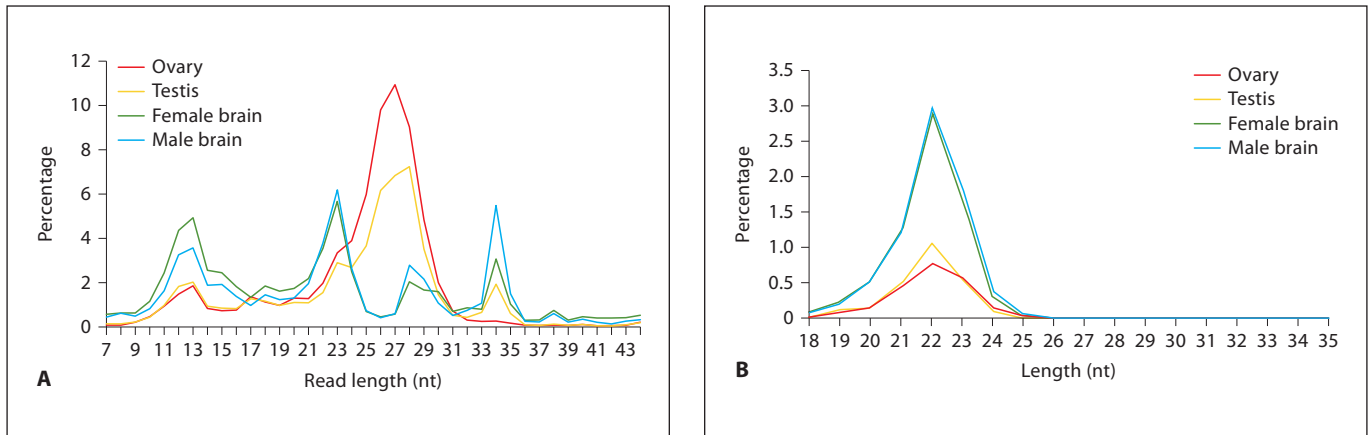 12
10
8
6
4
2
0
Percentage
Ovary
Testis
Female brain
Male brain
7 9 11 13 15 17 19 21 23 25 27 29 31 33 35 37 39 41 43
Read length (nt)
A
3.5
3.0
2.5
2.0
1.5
1.0
0.5
0
Percentage
Ovary
Testis
Female brain
Male brain
18 19 20 21 22 23 24 25 26 27 28 29 30 31 32 33 34 35
Length (nt)
B